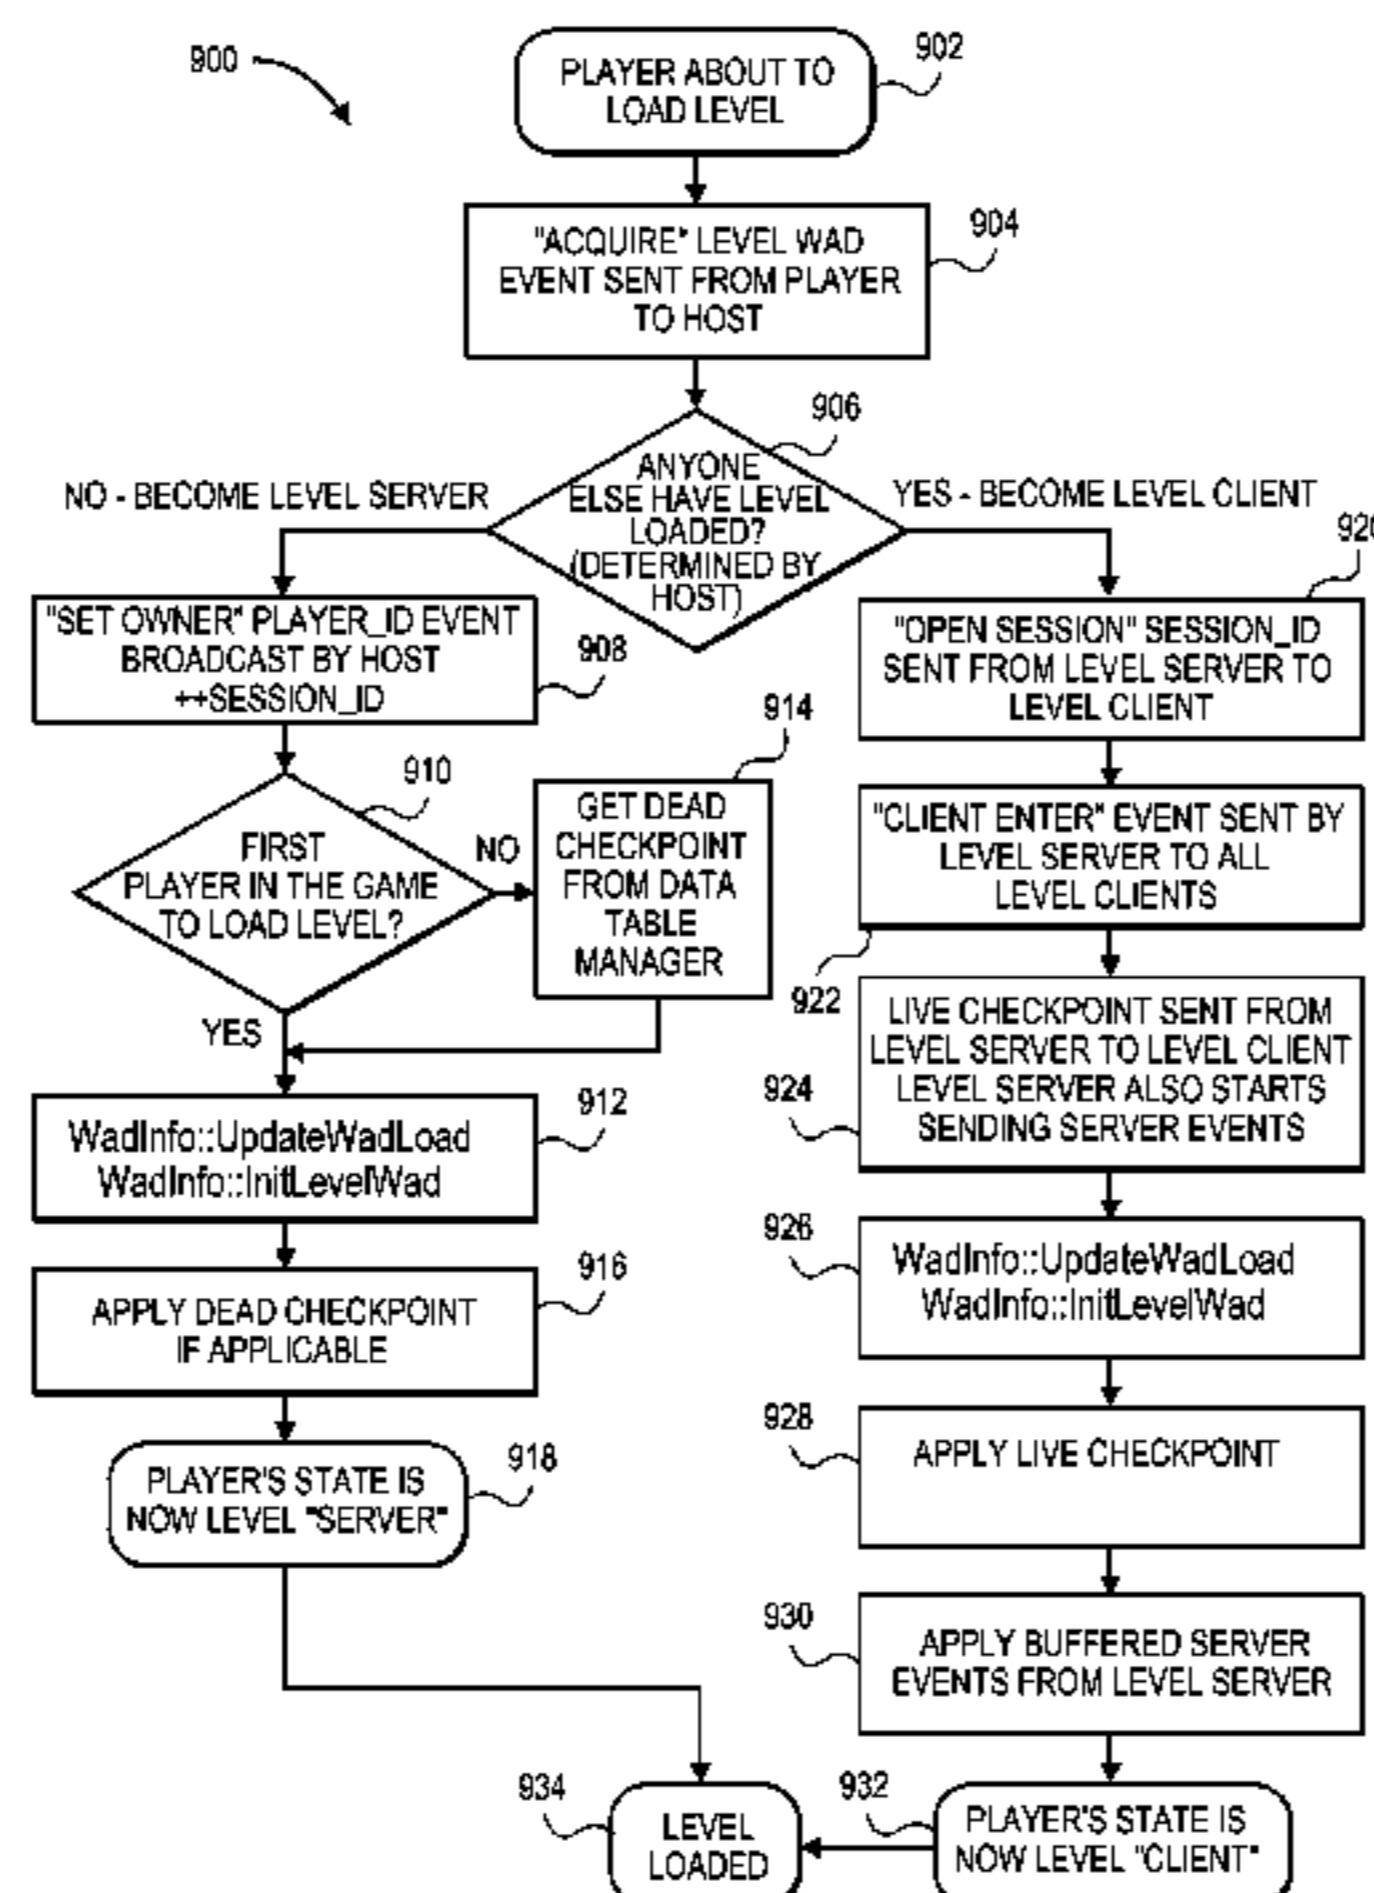 900
902
PLAYER ABOUT TO
LOAD LEVEL
904
"ACQUIRE" LEVEL WAD
EVENT SENT FROM PLAYER
TO HOST
906
ANYONE
ELSE HAVE LEVEL
LOADED?
(DETERMINED BY
HOST)
NO - BECOME LEVEL SERVER
YES - BECOME LEVEL CLIENT
908
"SET OWNER" PLAYER_ID EVENT
BROADCAST BY HOST
++SESSION_ID
910
FIRST
PLAYER IN THE GAME
TO LOAD LEVEL?
NO
YES
914
GET DEAD
CHECKPOINT
FROM DATA
TABLE
MANAGER
912
WadInfo::UpdateWadLoad
WadInfo::InitLevelWad
916
APPLY DEAD CHECKPOINT
IF APPLICABLE
918
PLAYER'S STATE IS
NOW LEVEL "SERVER"
920
"OPEN SESSION" SESSION_ID
SENT FROM LEVEL SERVER TO
LEVEL CLIENT
"CLIENT ENTER" EVENT SENT BY
LEVEL SERVER TO ALL
LEVEL CLIENTS
922
LIVE CHECKPOINT SENT FROM
LEVEL SERVER TO LEVEL CLIENT
LEVEL SERVER ALSO STARTS
SENDING SERVER EVENTS
924
926
WadInfo::UpdateWadLoad
WadInfo::InitLevelWad
928
APPLY LIVE CHECKPOINT
930
APPLY BUFFERED SERVER
EVENTS FROM LEVEL SERVER
932
PLAYER'S STATE IS
NOW LEVEL "CLIENT"
934
LEVEL
LOADED